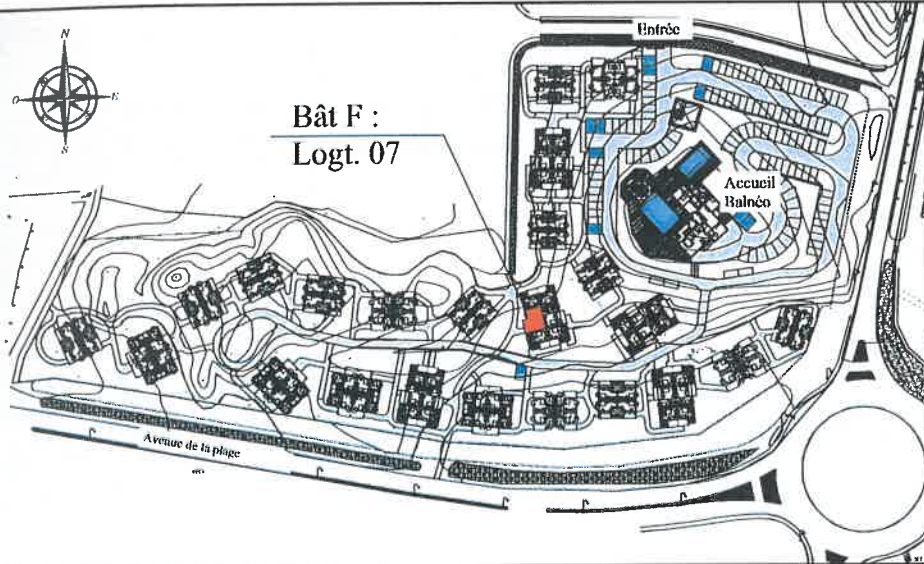 Entrée
N
O
E
S
Bât F :
Logt. 07
Accueil
Balnéo
Avenue de la plage